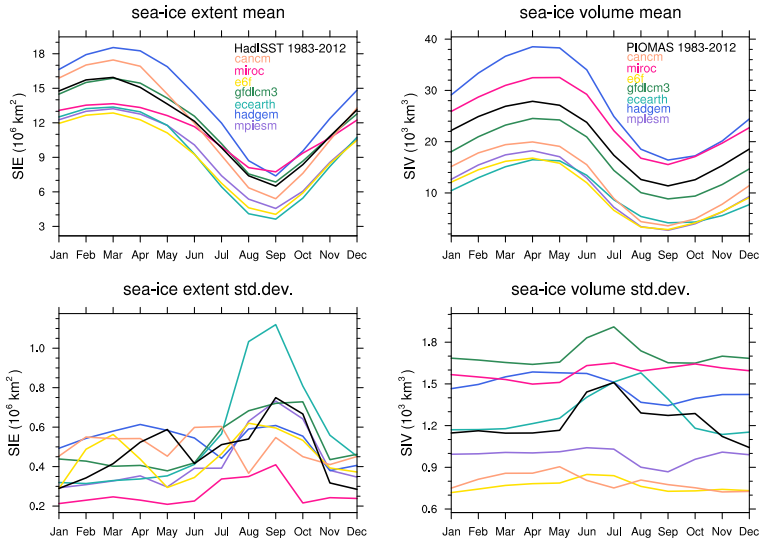 sea-ice extent mean
SIE [10⁶ km²]
18
15
12
9
6
3
HadISST 1983-2012
cancm
miroc
e6f
gfdlcm3
ecearth
hadgem
mpiesm
Jan Feb Mar Apr May Jun Jul Aug Sep Oct Nov Dec
sea-ice volume mean
SIV [10³ km³]
40
30
20
10
PIOMAS 1983-2012
cancm
miroc
e6f
gfdlcm3
ecearth
hadgem
mpiesm
Jan Feb Mar Apr May Jun Jul Aug Sep Oct Nov Dec
sea-ice extent std.dev.
SIE [10⁶ km²]
1.0
0.8
0.6
0.4
0.2
Jan Feb Mar Apr May Jun Jul Aug Sep Oct Nov Dec
sea-ice volume std.dev.
SIV [10³ km³]
1.8
1.5
1.2
0.9
0.6
Jan Feb Mar Apr May Jun Jul Aug Sep Oct Nov Dec